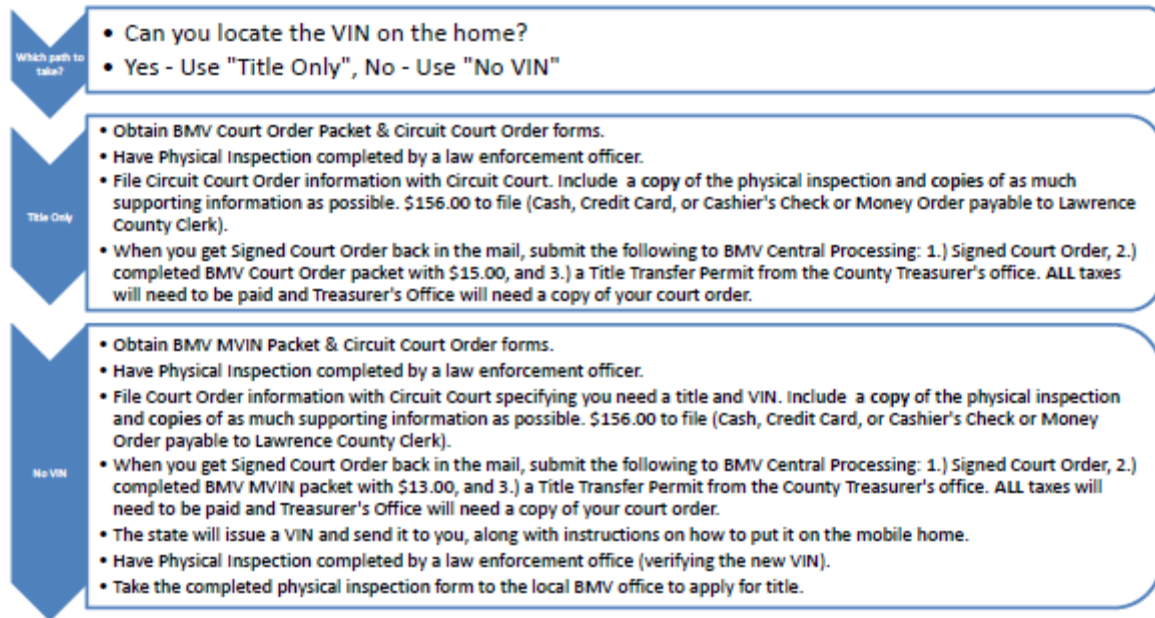 Which path to
take?
• Can you locate the VIN on the home?
• Yes - Use "Title Only", No - Use "No VIN"
Title Only
• Obtain BMV Court Order Packet & Circuit Court Order forms.
• Have Physical Inspection completed by a law enforcement officer.
• File Circuit Court Order information with Circuit Court. Include a copy of the physical inspection and copies of as much
supporting information as possible. $156.00 to file (Cash, Credit Card, or Cashier's Check or Money Order payable to Lawrence
County Clerk).
• When you get Signed Court Order back in the mail, submit the following to BMV Central Processing: 1.) Signed Court Order, 2.)
completed BMV Court Order packet with $15.00, and 3.) a Title Transfer Permit from the County Treasurer's office. ALL taxes
will need to be paid and Treasurer's Office will need a copy of your court order.
No VIN
• Obtain BMV MVIN Packet & Circuit Court Order forms.
• Have Physical Inspection completed by a law enforcement officer.
• File Court Order information with Circuit Court specifying you need a title and VIN. Include a copy of the physical inspection
and copies of as much supporting information as possible. $156.00 to file (Cash, Credit Card, or Cashier's Check or Money
Order payable to Lawrence County Clerk).
• When you get Signed Court Order back in the mail, submit the following to BMV Central Processing: 1.) Signed Court Order, 2.)
completed BMV MVIN packet with $13.00, and 3.) a Title Transfer Permit from the County Treasurer's office. ALL taxes will
need to be paid and Treasurer's Office will need a copy of your court order.
• The state will issue a VIN and send it to you, along with instructions on how to put it on the mobile home.
• Have Physical Inspection completed by a law enforcement office (verifying the new VIN).
• Take the completed physical inspection form to the local BMV office to apply for title.